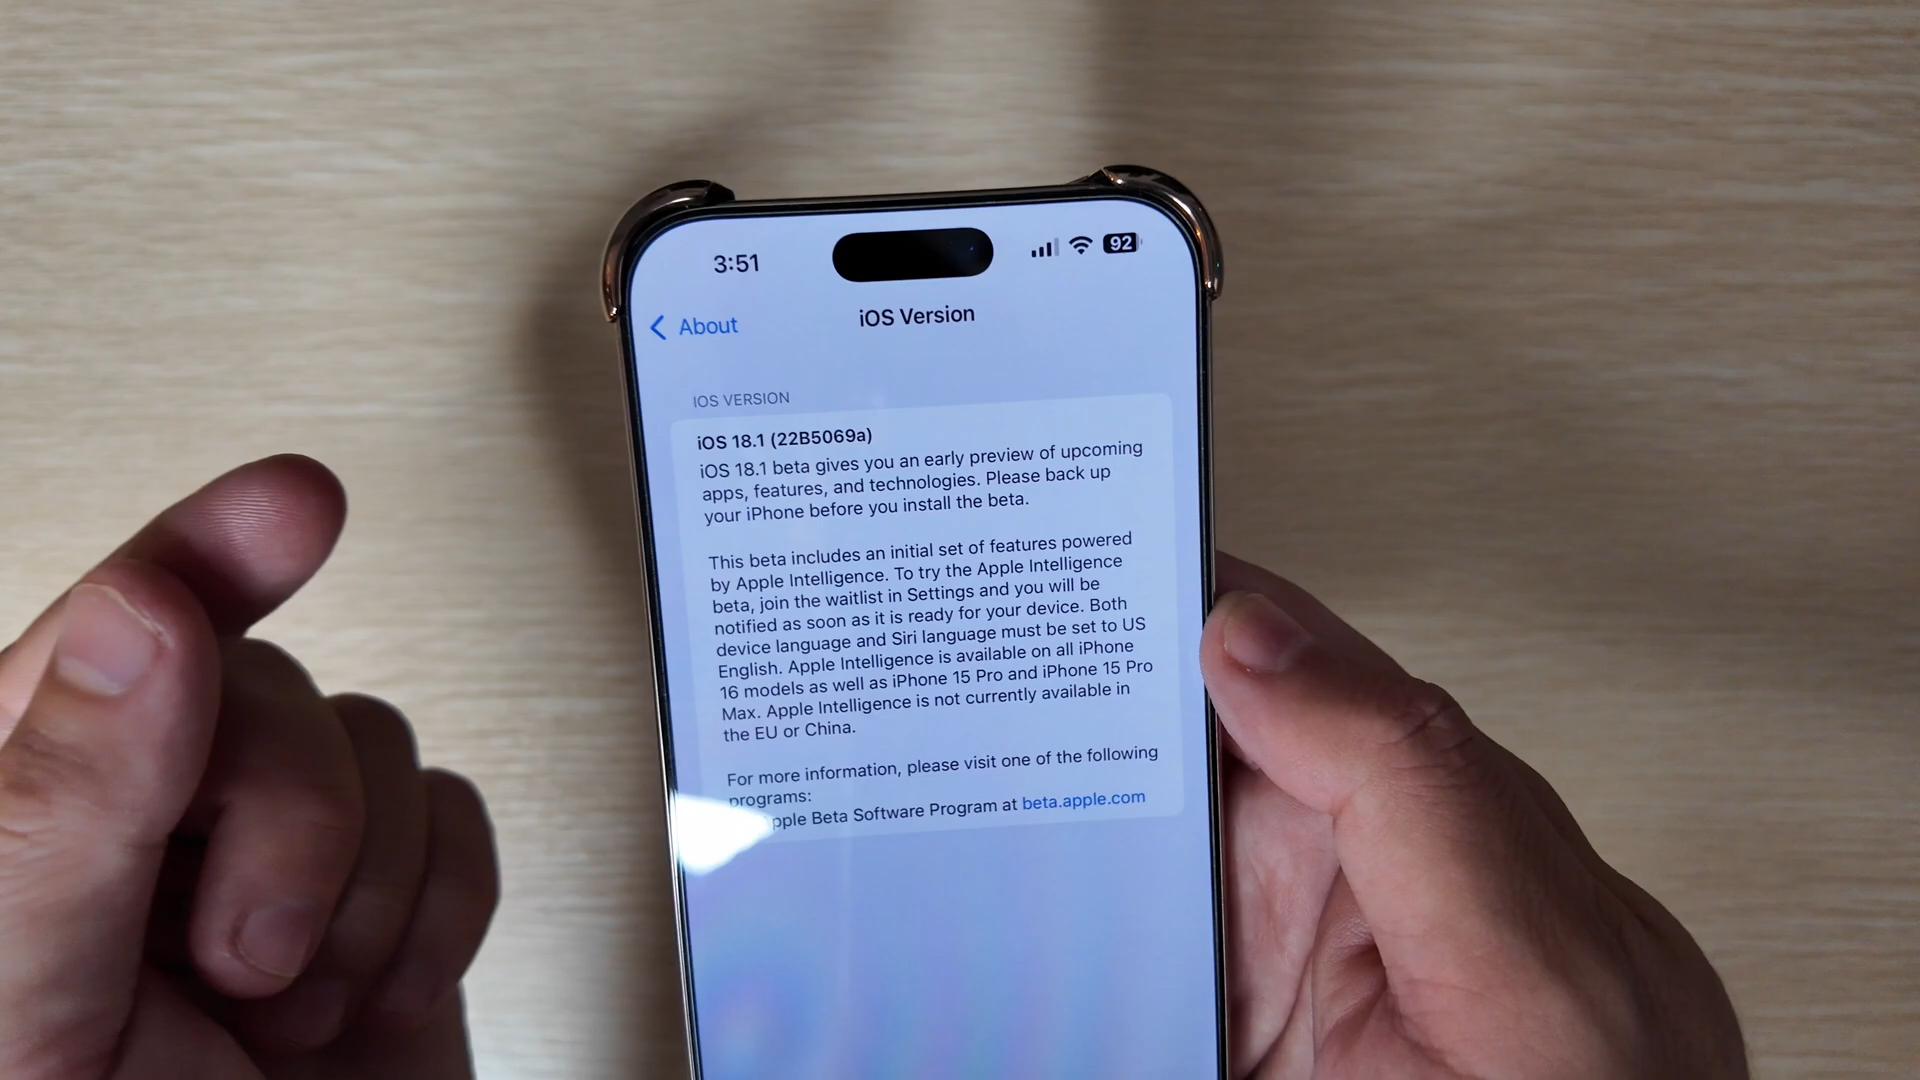 3:51
92
About
iOS Version
IOS VERSION
iOS 18.1 (22B5069a)
iOS 18.1 beta gives you an early preview of upcoming
apps, features, and technologies. Please back up
your iPhone before you install the beta.
This beta includes an initial set of features powered
by Apple Intelligence. To try the Apple Intelligence
beta, join the waitlist in Settings and you will be
notified as soon as it is ready for your device. Both
device language and Siri language must be set to US
English. Apple Intelligence is available on all iPhone
16 models as well as iPhone 15 Pro and iPhone 15 Pro
Max. Apple Intelligence is not currently available in
the EU or China.
For more information, please visit one of the following
programs:
Apple Beta Software Program at beta.apple.com